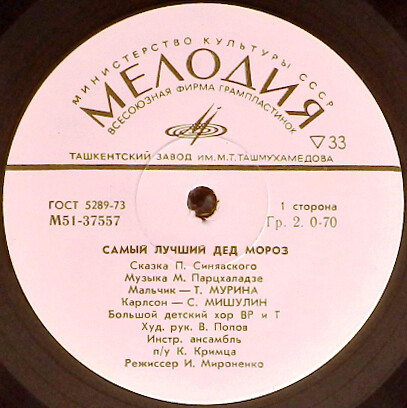 МИНИСТЕРСТВО КУЛЬТУРЫ СССР
МЕЛОДИЯ
ВСЕСОЮЗНАЯ ФИРМА ГРАМПЛАСТИНОК
▽33
ТАШКЕНТСКИЙ ЗАВОД ИМ. М.Т. ТАШМУХАМЕДОВА
ГОСТ 5289-73
1 сторона
М51-37557
Гр. 2. 0-70
САМЫЙ ЛУЧШИЙ ДЕД МОРОЗ
Сказка П. Синявского
Музыка М. Парцхаладзе
Мальчик — Т. МУРИНА
Карлсон — С. МИШУЛИН
Большой детский хор ВР и Т
Худ. рук. В. Попов
Инстр. ансамбль
п/у К. Кримца
Режиссер И. Мироненко